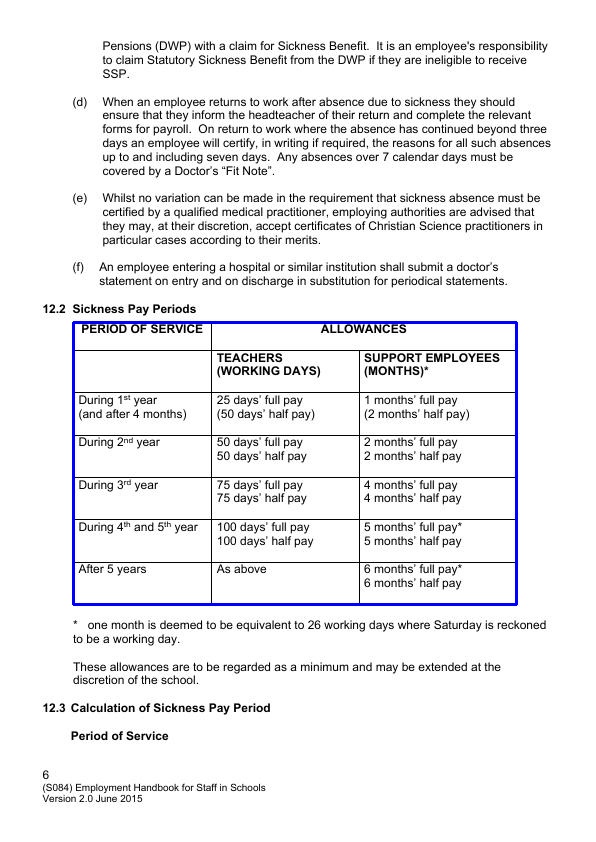 Pensions (DWP) with a claim for Sickness Benefit.  It is an employee's responsibility
to claim Statutory Sickness Benefit from the DWP if they are ineligible to receive
SSP.
(d) When an employee returns to work after absence due to sickness they should
ensure that they inform the headteacher of their return and complete the relevant
forms for payroll.  On return to work where the absence has continued beyond three
days an employee will certify, in writing if required, the reasons for all such absences
up to and including seven days.  Any absences over 7 calendar days must be
covered by a Doctor's “Fit Note”.
(e) Whilst no variation can be made in the requirement that sickness absence must be
certified by a qualified medical practitioner, employing authorities are advised that
they may, at their discretion, accept certificates of Christian Science practitioners in
particular cases according to their merits.
(f) An employee entering a hospital or similar institution shall submit a doctor's
statement on entry and on discharge in substitution for periodical statements.
12.2 Sickness Pay Periods
PERIOD OF SERVICE ALLOWANCES
TEACHERS SUPPORT EMPLOYEES
(WORKING DAYS) (MONTHS)*
During 1st year 25 days' full pay 1 months' full pay
(and after 4 months) (50 days' half pay) (2 months' half pay)
During 2nd year 50 days' full pay 2 months' full pay
50 days' half pay 2 months' half pay
During 3rd year 75 days' full pay 4 months' full pay
75 days' half pay 4 months' half pay
During 4th and 5th year 100 days' full pay 5 months' full pay*
100 days' half pay 5 months' half pay
After 5 years As above 6 months' full pay*
6 months' half pay
* one month is deemed to be equivalent to 26 working days where Saturday is reckoned
to be a working day.
These allowances are to be regarded as a minimum and may be extended at the
discretion of the school.
12.3 Calculation of Sickness Pay Period
Period of Service
6
(S084) Employment Handbook for Staff in Schools
Version 2.0 June 2015